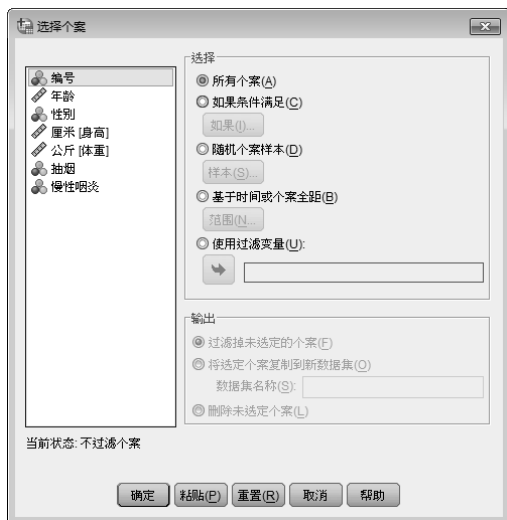 选择个案
编号
年龄
性别
厘米 [身高]
公斤 [体重]
抽烟
慢性咽炎
选择
所有个案(A)
如果条件满足(C)
如果(I)...
随机个案样本(D)
样本(S)...
基于时间或个案全距(B)
范围(N...
使用过滤变量(U):
输出
过滤掉未选定的个案(F)
将选定个案复制到新数据集(O)
数据集名称(S):
删除未选定个案(L)
当前状态: 不过滤个案
确定 粘贴(P) 重置(R) 取消 帮助